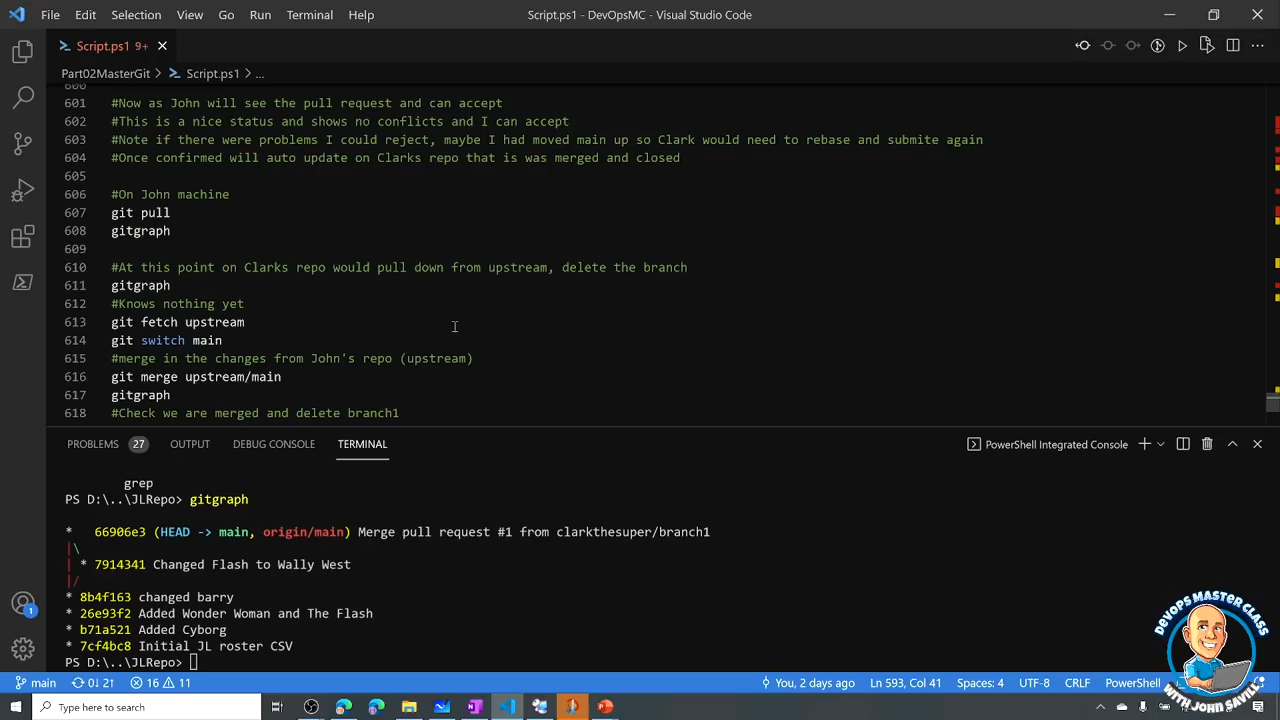 File Edit Selection View Go Run Terminal Help Script.ps1 - DevOpsMC - Visual Studio Code
Script.ps1 9+
Part02MasterGit > Script.ps1 > ...
600
601 #Now as John will see the pull request and can accept
602 #This is a nice status and shows no conflicts and I can accept
603 #Note if there were problems I could reject, maybe I had moved main up so Clark would need to rebase and submite again
604 #Once confirmed will auto update on Clarks repo that is was merged and closed
605
606 #On John machine
607 git pull
608 gitgraph
609
610 #At this point on Clarks repo would pull down from upstream, delete the branch
611 gitgraph
612 #Knows nothing yet
613 git fetch upstream
614 git switch main
615 #merge in the changes from John's repo (upstream)
616 git merge upstream/main
617 gitgraph
618 #Check we are merged and delete branch1
PROBLEMS 27 OUTPUT DEBUG CONSOLE TERMINAL PowerShell Integrated Console
grep
PS D:\..\JLRepo> gitgraph
* 66906e3 (HEAD -> main, origin/main) Merge pull request #1 from clarkthesuper/branch1
|\
| * 7914341 Changed Flash to Wally West
|/
* 8b4f163 changed barry
* 26e93f2 Added Wonder Woman and The Flash
* b71a521 Added Cyborg
* 7cf4bc8 Initial JL roster CSV
PS D:\..\JLRepo>
DEVOPS MASTER CLASS
WITH JOHN SAVILL
1
main 0↓ 2↑ 16 11 You, 2 days ago Ln 593, Col 41 Spaces: 4 UTF-8 CRLF PowerShell
Type here to search